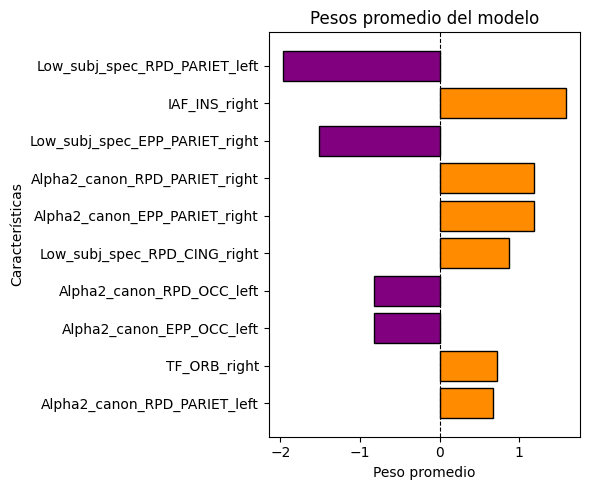 Pesos promedio del modelo
Características
Low_subj_spec_RPD_PARIET_left
IAF_INS_right
Low_subj_spec_EPP_PARIET_right
Alpha2_canon_RPD_PARIET_right
Alpha2_canon_EPP_PARIET_right
Low_subj_spec_RPD_CING_right
Alpha2_canon_RPD_OCC_left
Alpha2_canon_EPP_OCC_left
TF_ORB_right
Alpha2_canon_RPD_PARIET_left
−2 −1 0 1
Peso promedio